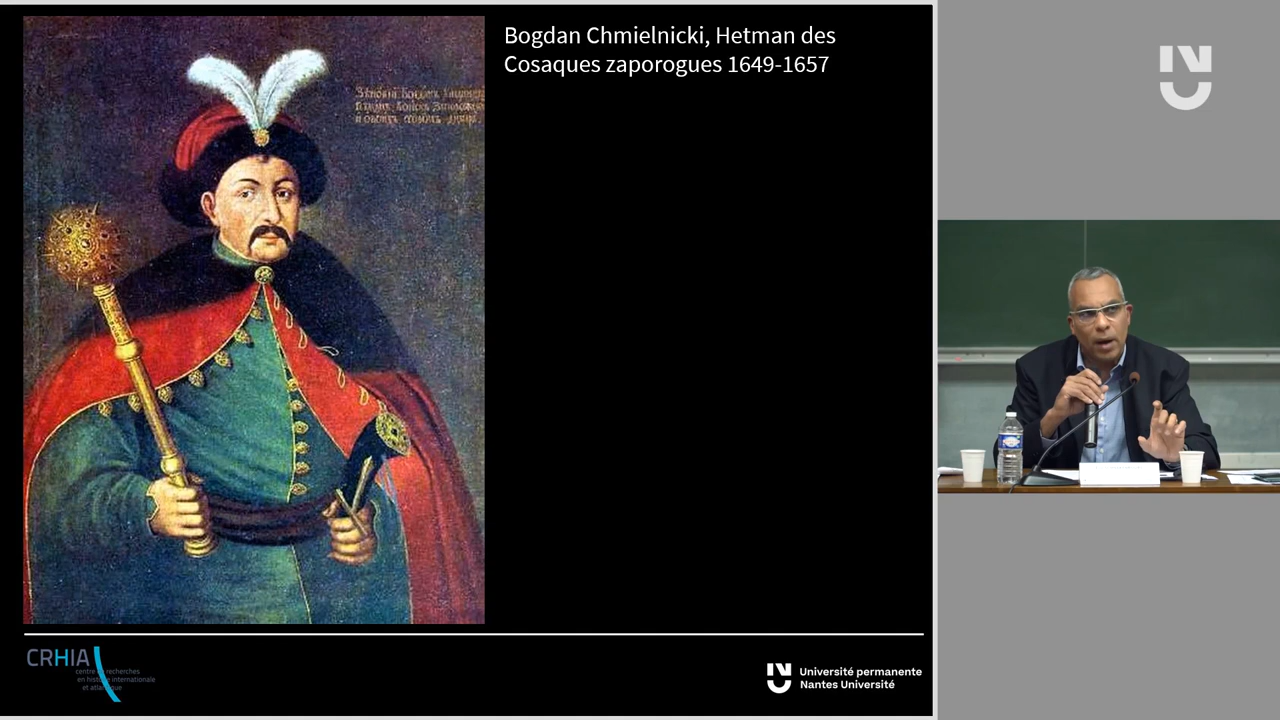 Bogdan Chmielnicki, Hetman des
Cosaques zaporogues 1649-1657
CRHIA
centre de recherches
en histoire internationale
et atlantique
Université permanente
Nantes Université